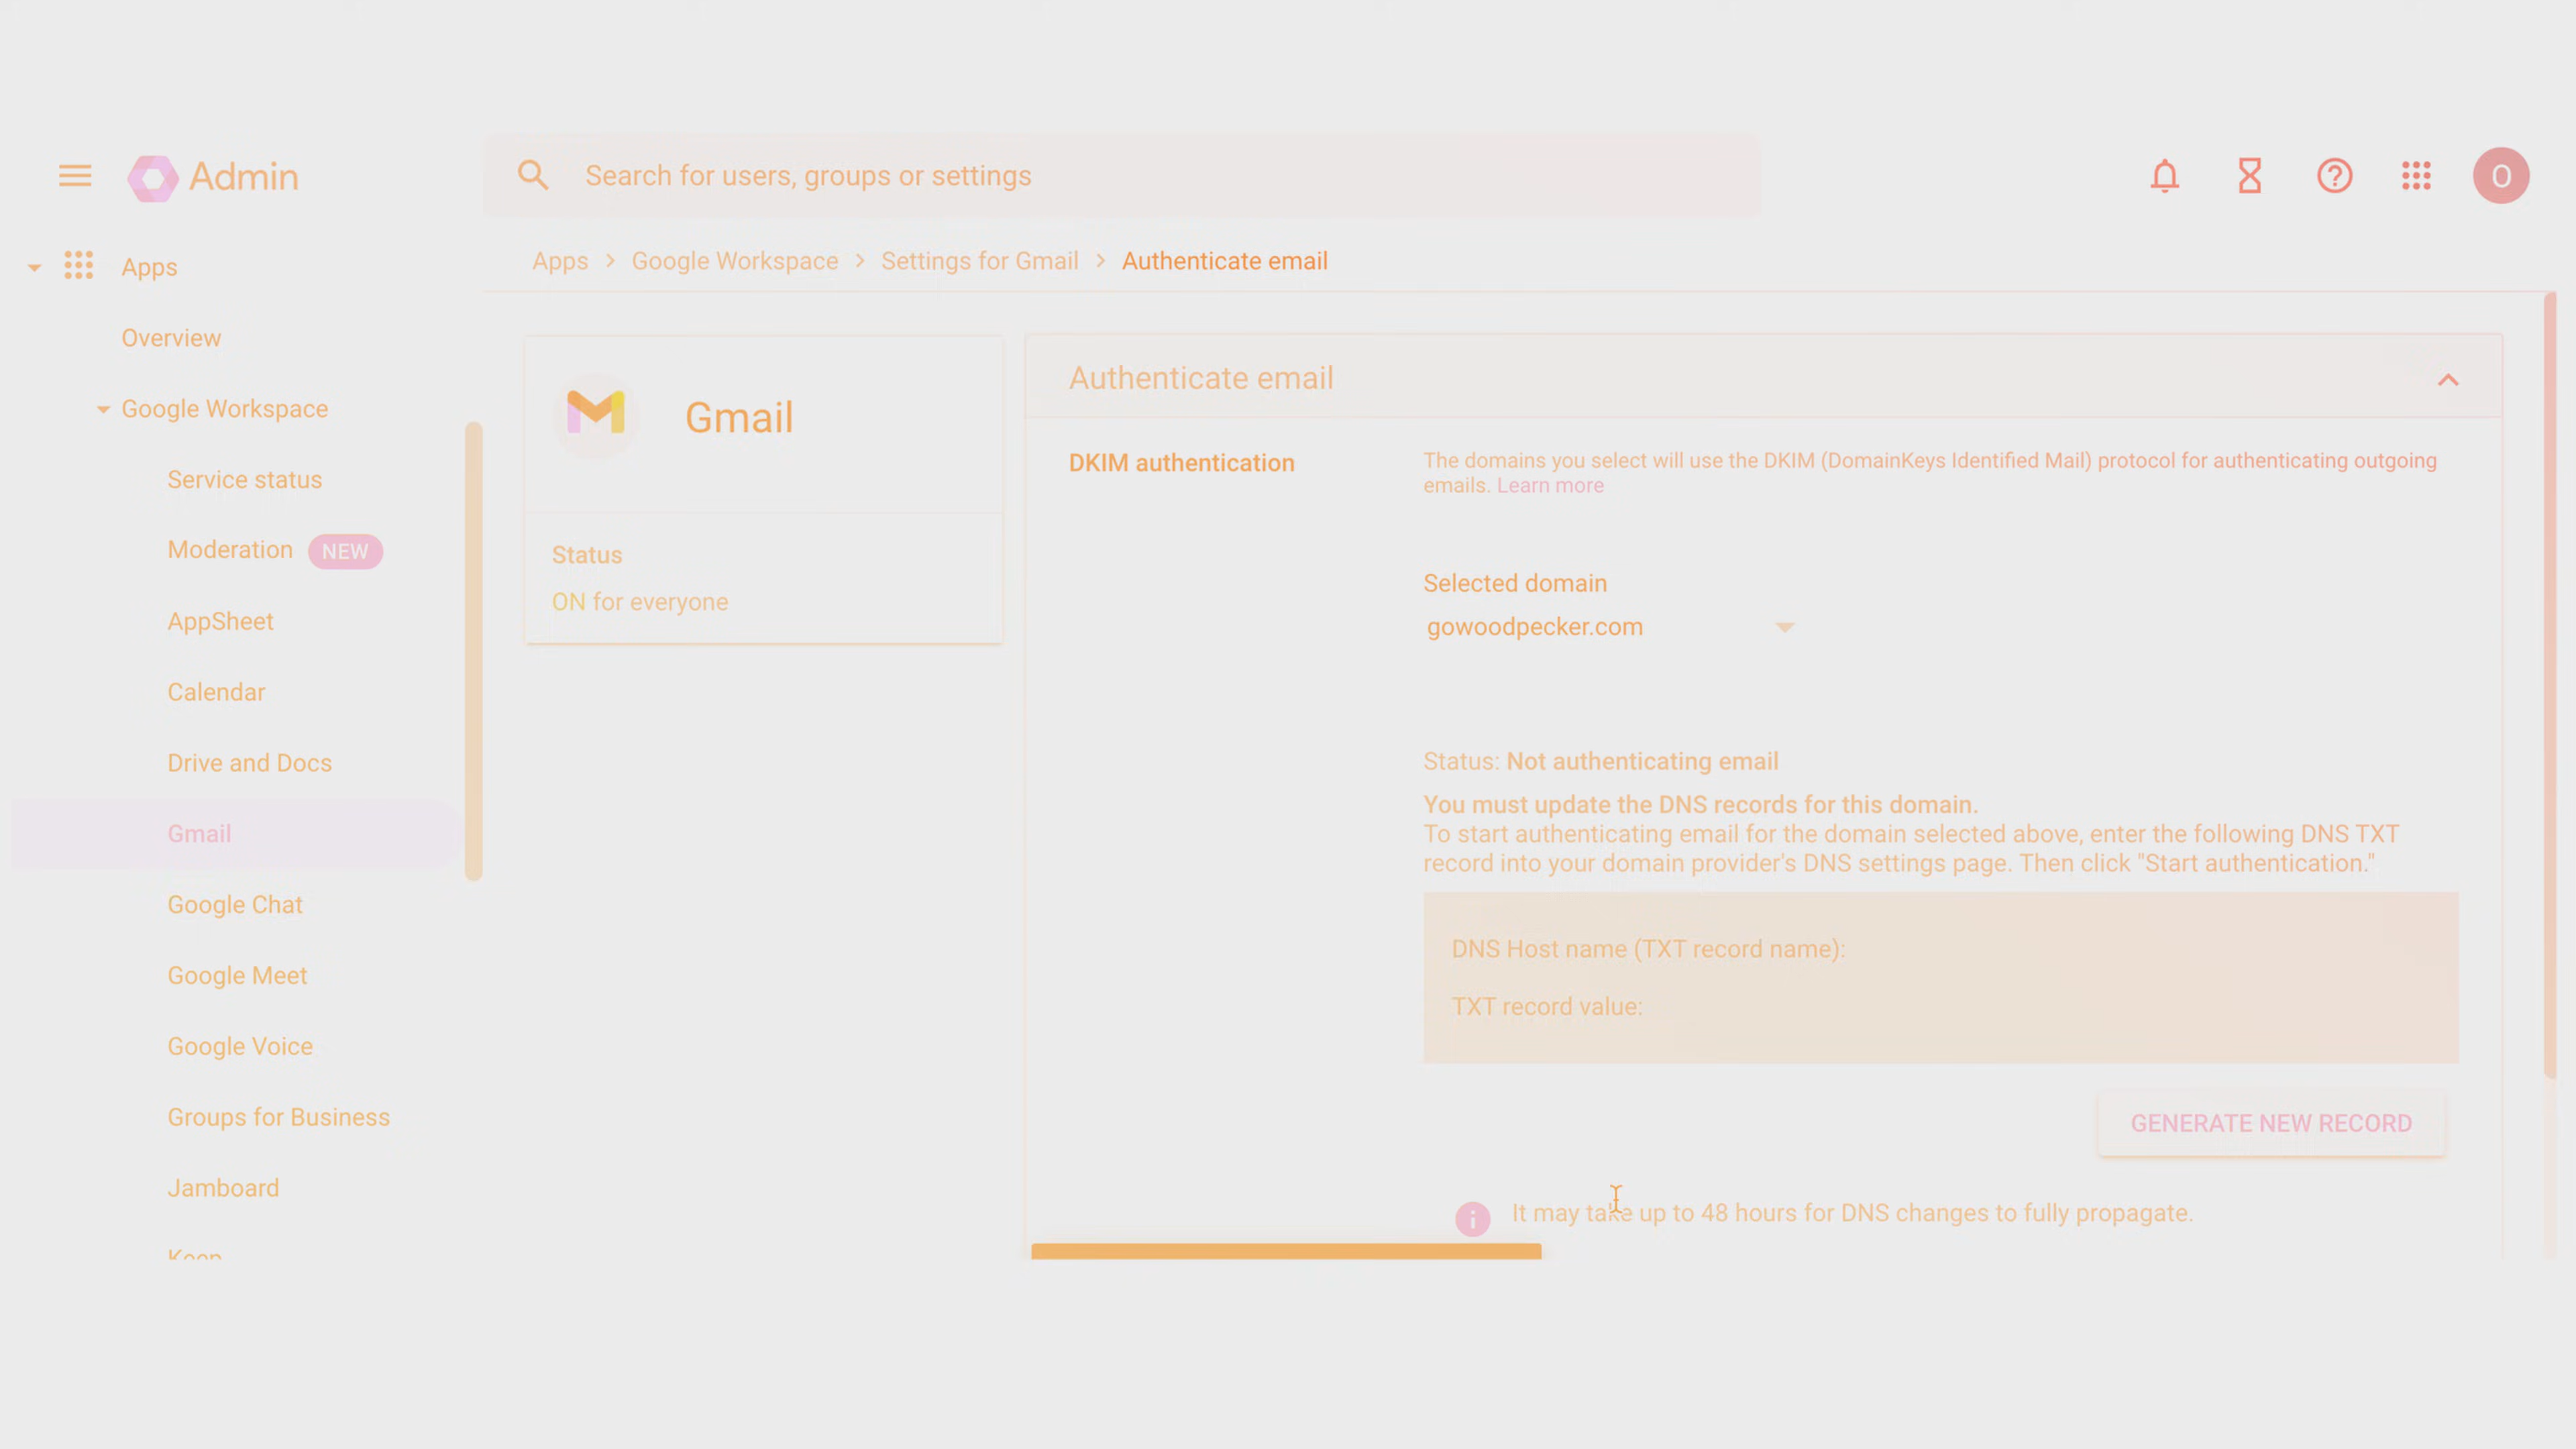 Admin
Search for users, groups or settings
O
Apps
Overview
Google Workspace
Service status
Moderation NEW
AppSheet
Calendar
Drive and Docs
Gmail
Google Chat
Google Meet
Google Voice
Groups for Business
Jamboard
Keep
Apps > Google Workspace > Settings for Gmail > Authenticate email
Gmail
Status
ON for everyone
Authenticate email
DKIM authentication
The domains you select will use the DKIM (DomainKeys Identified Mail) protocol for authenticating outgoing
emails. Learn more
Selected domain
gowoodpecker.com
Status: Not authenticating email
You must update the DNS records for this domain.
To start authenticating email for the domain selected above, enter the following DNS TXT
record into your domain provider's DNS settings page. Then click "Start authentication."
DNS Host name (TXT record name):
TXT record value:
GENERATE NEW RECORD
It may take up to 48 hours for DNS changes to fully propagate.